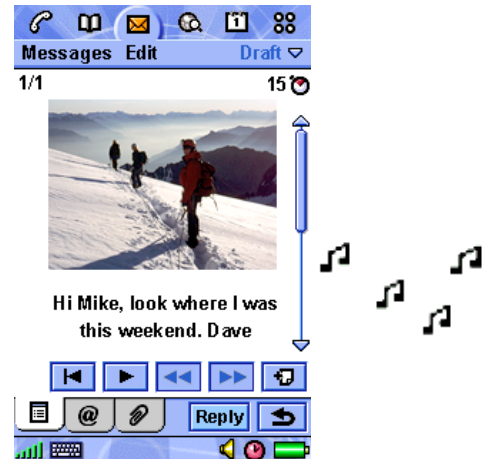 Messages Edit Draft
1/1 15
Hi Mike, look where I was
this weekend. Dave
@
Reply